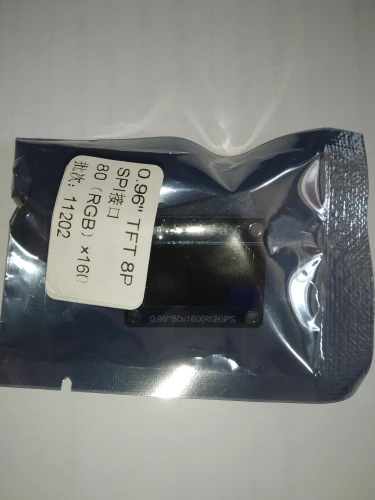 0.96" TFT 8P
SPI接口
80（RGB）×160
批次：11202
0.96"80x160(RGB)IPS